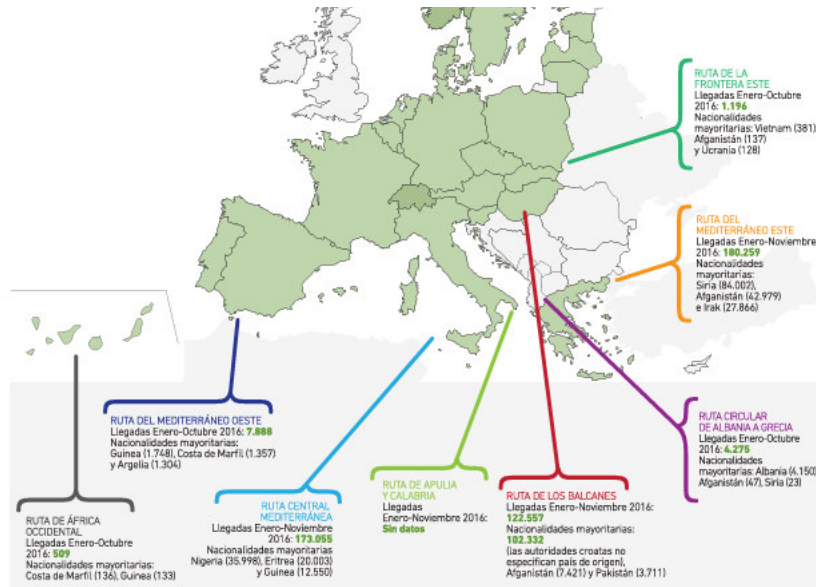 RUTA DE LA
FRONTERA ESTE
Llegadas Enero-Octubre
2016: 1.196
Nacionalidades
mayoritarias: Vietnam (381)
Afganistán (137)
y Ucrania (128)
RUTA DEL
MEDITERRÁNEO ESTE
Llegadas Enero-Noviembre
2016: 180.259
Nacionalidades
mayoritarias:
Siria (84.002),
Afganistán (42.979)
e Irak (27.866)
RUTA CIRCULAR
DE ALBANIA A GRECIA
Llegadas Enero-Octubre
2016: 4.275
Nacionalidades
mayoritarias: Albania (4.150)
Afganistán (47), Siria (23)
RUTA DEL MEDITERRÁNEO OESTE
Llegadas Enero-Octubre 2016: 7.888
Nacionalidades mayoritarias:
Guinea (1.748), Costa de Marfil (1.357)
y Argelia (1.304)
RUTA CENTRAL
MEDITERRÁNEA
Llegadas Enero-Noviembre
2016: 173.055
Nacionalidades mayoritarias
Nigeria (35.998), Eritrea (20.003)
y Guinea (12.550)
RUTA DE APULIA
Y CALABRIA
Llegadas
Enero-Noviembre 2016:
Sin datos
RUTA DE LOS BALCANES
Llegadas Enero-Noviembre 2016:
122.557
Nacionalidades mayoritarias:
102.332
(las autoridades croatas no
especifican país de origen),
Afganistán (7.421) y Pakistán (3.711)
RUTA DE ÁFRICA
OCCIDENTAL
Llegadas Enero-Octubre
2016: 509
Nacionalidades mayoritarias:
Costa de Marfil (136), Guinea (133)